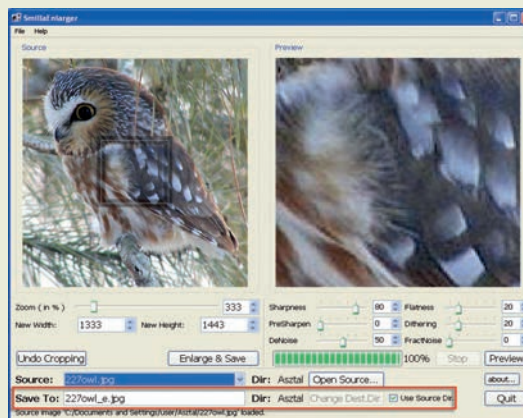 SmillaEnlarger
File Help
Source
Preview
Zoom ( in % ) 333
New Width: 1333 New Height: 1443
Undo Cropping Enlarge & Save
Sharpness 80 Flatness 20
PreSharpen 0 Dithering 20
DeNoise 50 FractNoise 0
100% Stop Preview
Source: 227owl.jpg Dir: Asztal Open Source... about...
Save To: 227owl_e.jpg Dir: Asztal Change Dest.Dir Use Source Dir Quit
Source Image 'C:/Documents and Settings/user/Asztal/227owl.jpg' loaded.